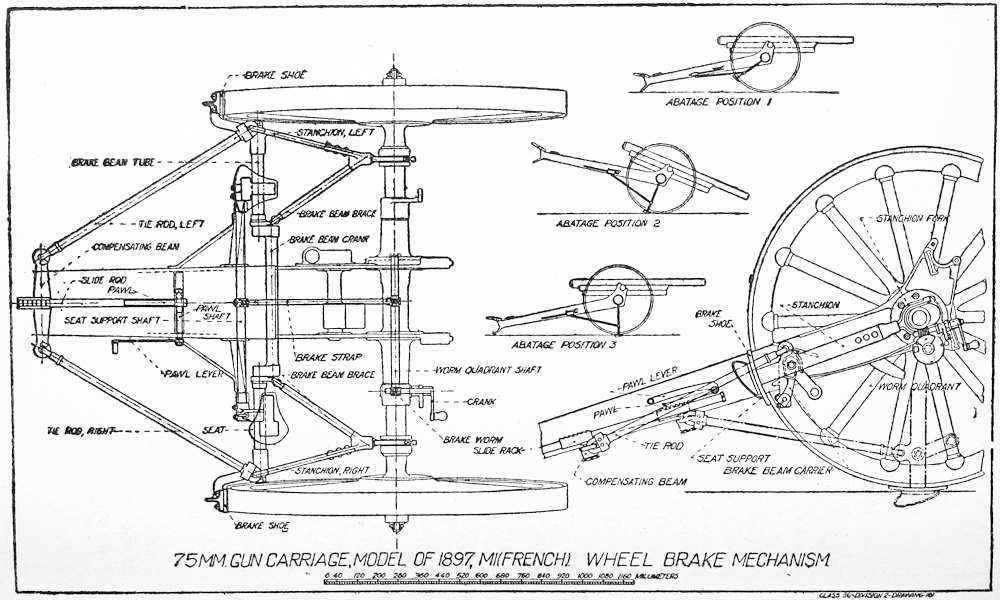 BRAKE SHOE
STANCHION, LEFT
BRAKE BEAM TUBE
TIE ROD, LEFT
BRAKE BEAM BRACE
COMPENSATING BEAM
BRAKE BEAM CRANK
SLIDE ROD
PAWL
PAWL
SHAFT
SEAT SUPPORT SHAFT
BRAKE STRAP
PAWL LEVER
BRAKE BEAM BRACE
WORM QUADRANT SHAFT
CRANK
TIE ROD, RIGHT
SEAT
BRAKE WORM
STANCHION, RIGHT
BRAKE SHOE
ABATAGE POSITION 1
ABATAGE POSITION 2
ABATAGE POSITION 3
STANCHION FORK
STANCHION
BRAKE
SHOE
PAWL LEVER
WORM QUADRANT
PAWL
SLIDE RACK
TIE ROD
SEAT SUPPORT
BRAKE BEAM CARRIER
COMPENSATING BEAM
75MM. GUN CARRIAGE, MODEL OF 1897, MI(FRENCH). WHEEL BRAKE MECHANISM
0 40 120 200 280 360 440 520 600 680 760 840 920 1000 1080 1160 MILLIMETERS
CLASS 36-DIVISION 2-DRAWING